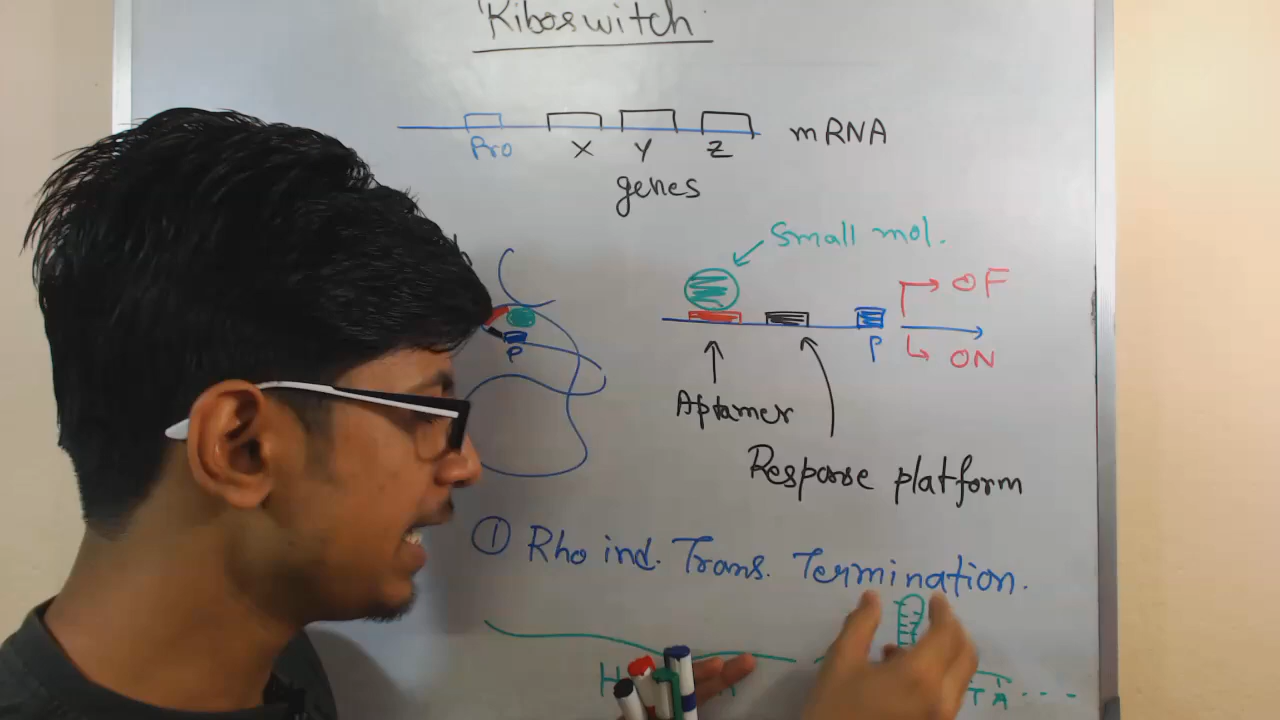 Riboswitch
Pro X Y Z mRNA
genes
Small mol.
OF
P
P
ON
Aptamer
Response platform
① Rho ind. Trans. Termination.
H
T A ...